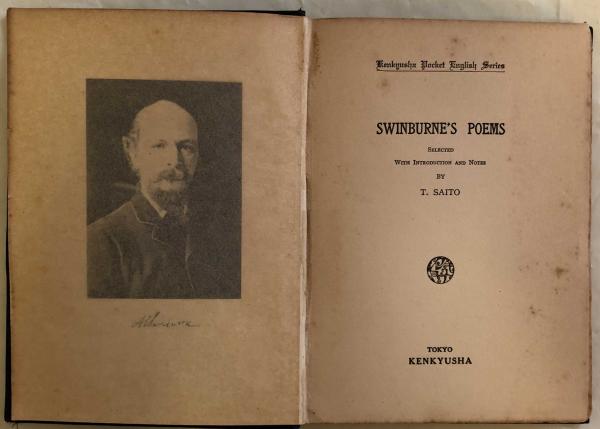 Kenkyusha Pocket English Series
SWINBURNE'S POEMS
SELECTED
WITH INTRODUCTION AND NOTES
BY
T. SAITO
TOKYO
KENKYUSHA